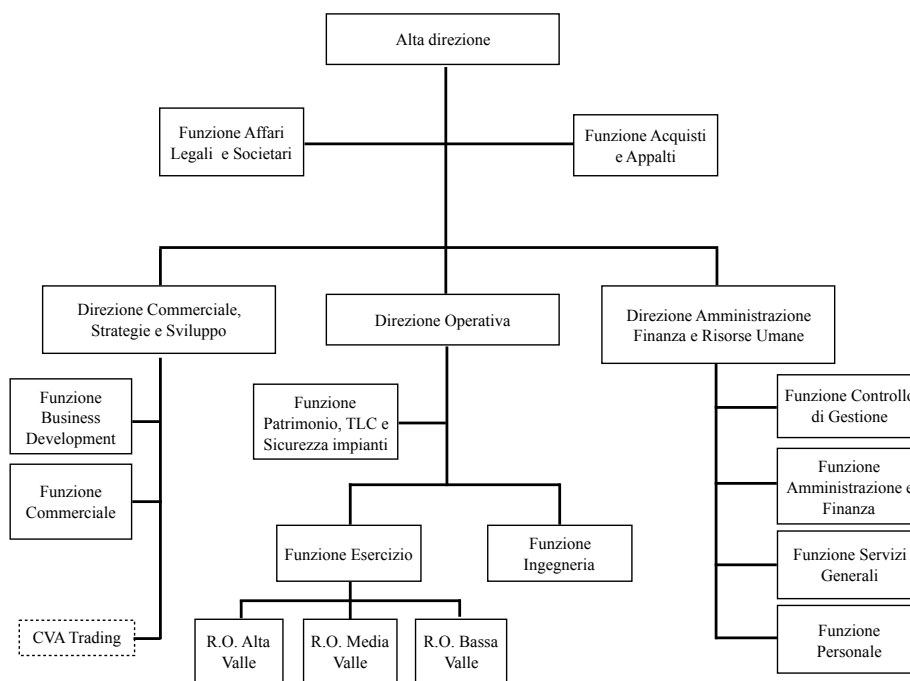 Alta direzione
Funzione Affari
Legali e Societari
Funzione Acquisti
e Appalti
Direzione Commerciale,
Strategie e Sviluppo
Direzione Operativa
Direzione Amministrazione
Finanza e Risorse Umane
Funzione
Business
Development
Funzione
Commerciale
CVA Trading
Funzione
Patrimonio, TLC e
Sicurezza impianti
Funzione Esercizio
Funzione
Ingegneria
R.O. Alta
Valle
R.O. Media
Valle
R.O. Bassa
Valle
Funzione Controllo
di Gestione
Funzione
Amministrazione e
Finanza
Funzione Servizi
Generali
Funzione
Personale